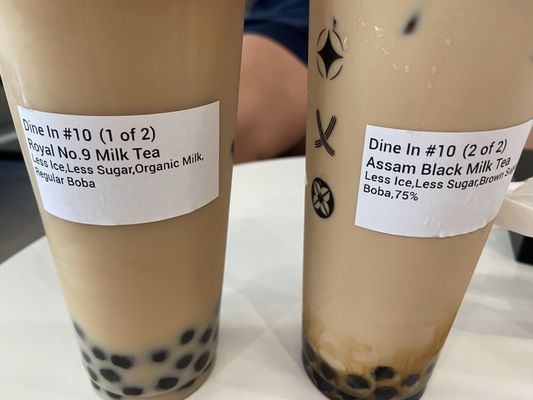 Dine In #10 (1 of 2)
Royal No.9 Milk Tea
Less Ice,Less Sugar,Organic Milk,
Regular Boba
Dine In #10 (2 of 2)
Assam Black Milk Tea
Less Ice,Less Sugar,Brown
Boba,75%